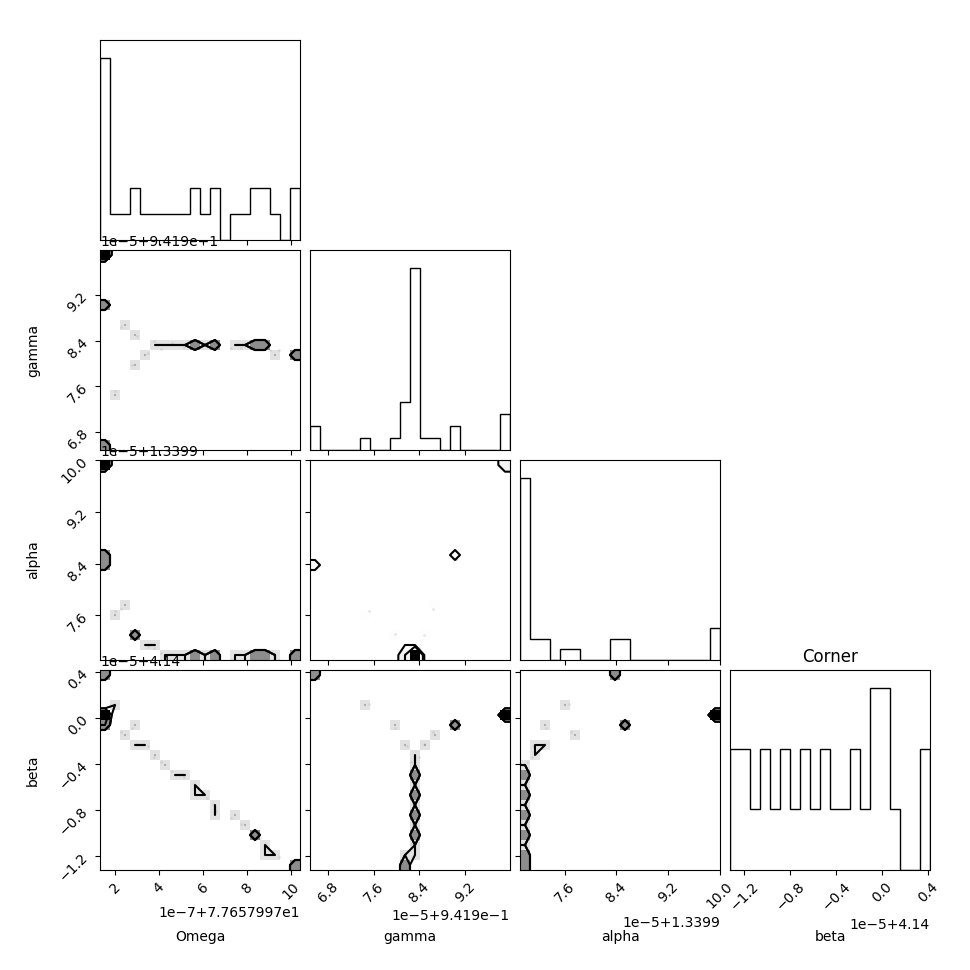 1e−5+9.419e−1
gamma
9.2
8.4
7.6
6.8
1e−5+1.3399
alpha
10.0
9.2
8.4
7.6
1e−5+4.14
Corner
beta
0.4
0.0
−0.4
−0.8
−1.2
2 4 6 8 10 6.8 7.6 8.4 9.2 7.6 8.4 9.2 10.0 −1.2 −0.8 −0.4 0.0 0.4
1e−7+7.7657997e1 1e−5+9.419e−1 1e−5+1.3399 1e−5+4.14
Omega gamma alpha beta